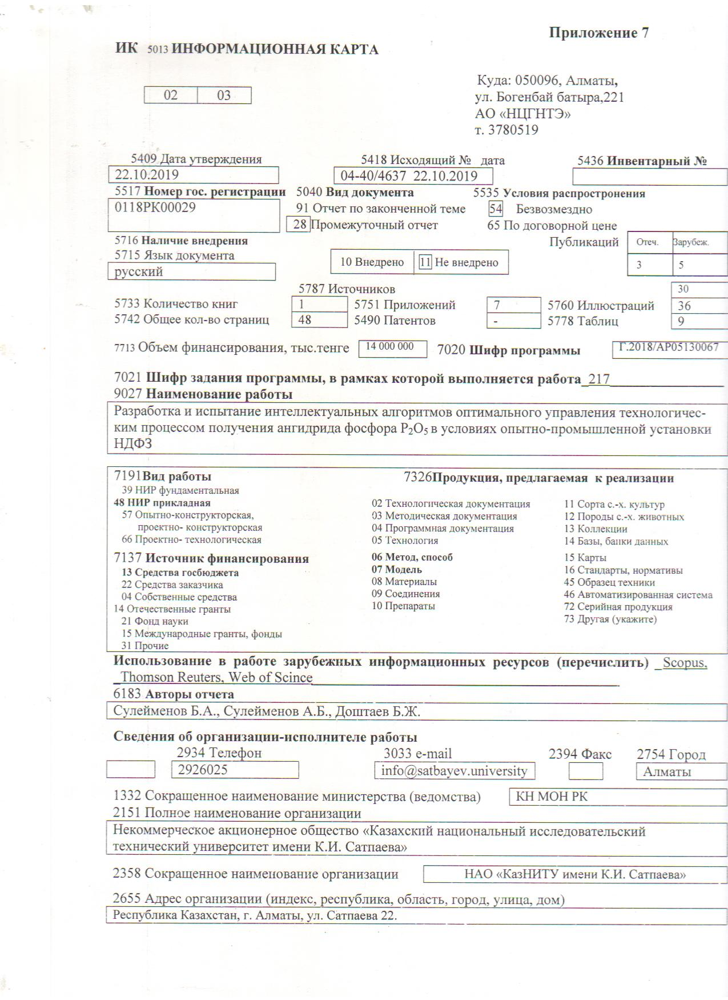 Приложение 7
ИК 5013 ИНФОРМАЦИОННАЯ КАРТА
02 03
Куда: 050096, Алматы,
ул. Богенбай батыра,221
АО «НЦГНТЭ»
т. 3780519
5409 Дата утверждения 5418 Исходящий № дата 5436 Инвентарный №
22.10.2019 04-40/4637 22.10.2019
5517 Номер гос. регистрации 5040 Вид документа 5535 Условия распростронения
0118РК00029 91 Отчет по законченной теме 54 Безвозмездно
28 Промежуточный отчет 65 По договорной цене
5716 Наличие внедрения Публикаций Отеч. Зарубеж.
5715 Язык документа 10 Внедрено 11 Не внедрено 3 5
русский
5787 Источников 30
5733 Количество книг 1 5751 Приложений 7 5760 Иллюстраций 36
5742 Общее кол-во страниц 48 5490 Патентов - 5778 Таблиц 9
7713 Объем финансирования, тыс.тенге 14 000 000 7020 Шифр программы Г.2018/АР05130067
7021 Шифр задания программы, в рамках которой выполняется работа_217________________
9027 Наименование работы
Разработка и испытание интеллектуальных алгоритмов оптимального управления технологичес-
ким процессом получения ангидрида фосфора P₂O₅ в условиях опытно-промышленной установки
НДФЗ
7191Вид работы 7326Продукция, предлагаемая к реализации
39 НИР фундаментальная
48 НИР прикладная 02 Технологическая документация 11 Сорта с.-х. культур
57 Опытно-конструкторская, 03 Методическая документация 12 Породы с.-х. животных
проектно- конструкторская 04 Программная документация 13 Коллекции
66 Проектно- технологическая 05 Технология 14 Базы, банки данных
7137 Источник финансирования 06 Метод, способ 15 Карты
13 Средства госбюджета 07 Модель 16 Стандарты, нормативы
22 Средства заказчика 08 Материалы 45 Образец техники
04 Собственные средства 09 Соединения 46 Автоматизированная система
14 Отечественные гранты 10 Препараты 72 Серийная продукция
21 Фонд науки 73 Другая (укажите)
15 Международные гранты, фонды
31 Прочие
Использование в работе зарубежных информационных ресурсов (перечислить) _Scopus,
_Thomson Reuters, Web of Scince________________
6183 Авторы отчета
Сулейменов Б.А., Сулейменов А.Б., Доштаев Б.Ж.
Сведения об организации-исполнителе работы
2934 Телефон 3033 e-mail 2394 Факс 2754 Город
2926025 info@satbayev.university Алматы
1332 Сокращенное наименование министерства (ведомства) КН МОН РК
2151 Полное наименование организации
Некоммерческое акционерное общество «Казахский национальный исследовательский
технический университет имени К.И. Сатпаева»
2358 Сокращенное наименование организации НАО «КазНИТУ имени К.И. Сатпаева»
2655 Адрес организации (индекс, республика, область, город, улица, дом)
Республика Казахстан, г. Алматы, ул. Сатпаева 22.